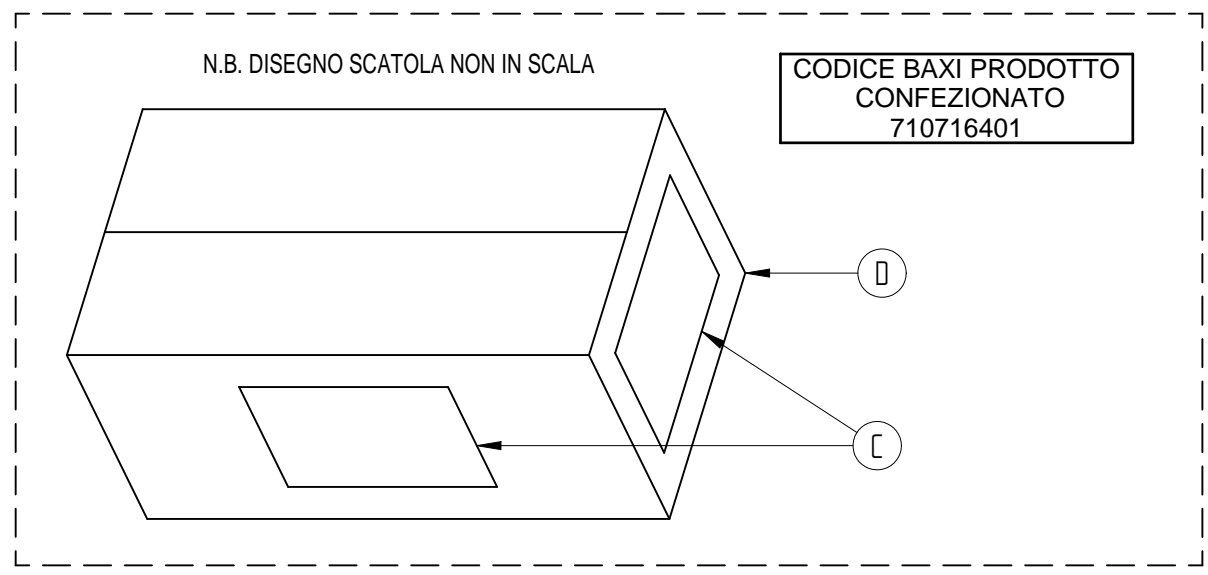 N.B. DISEGNO SCATOLA NON IN SCALA
CODICE BAXI PRODOTTO
CONFEZIONATO
710716401
D
C